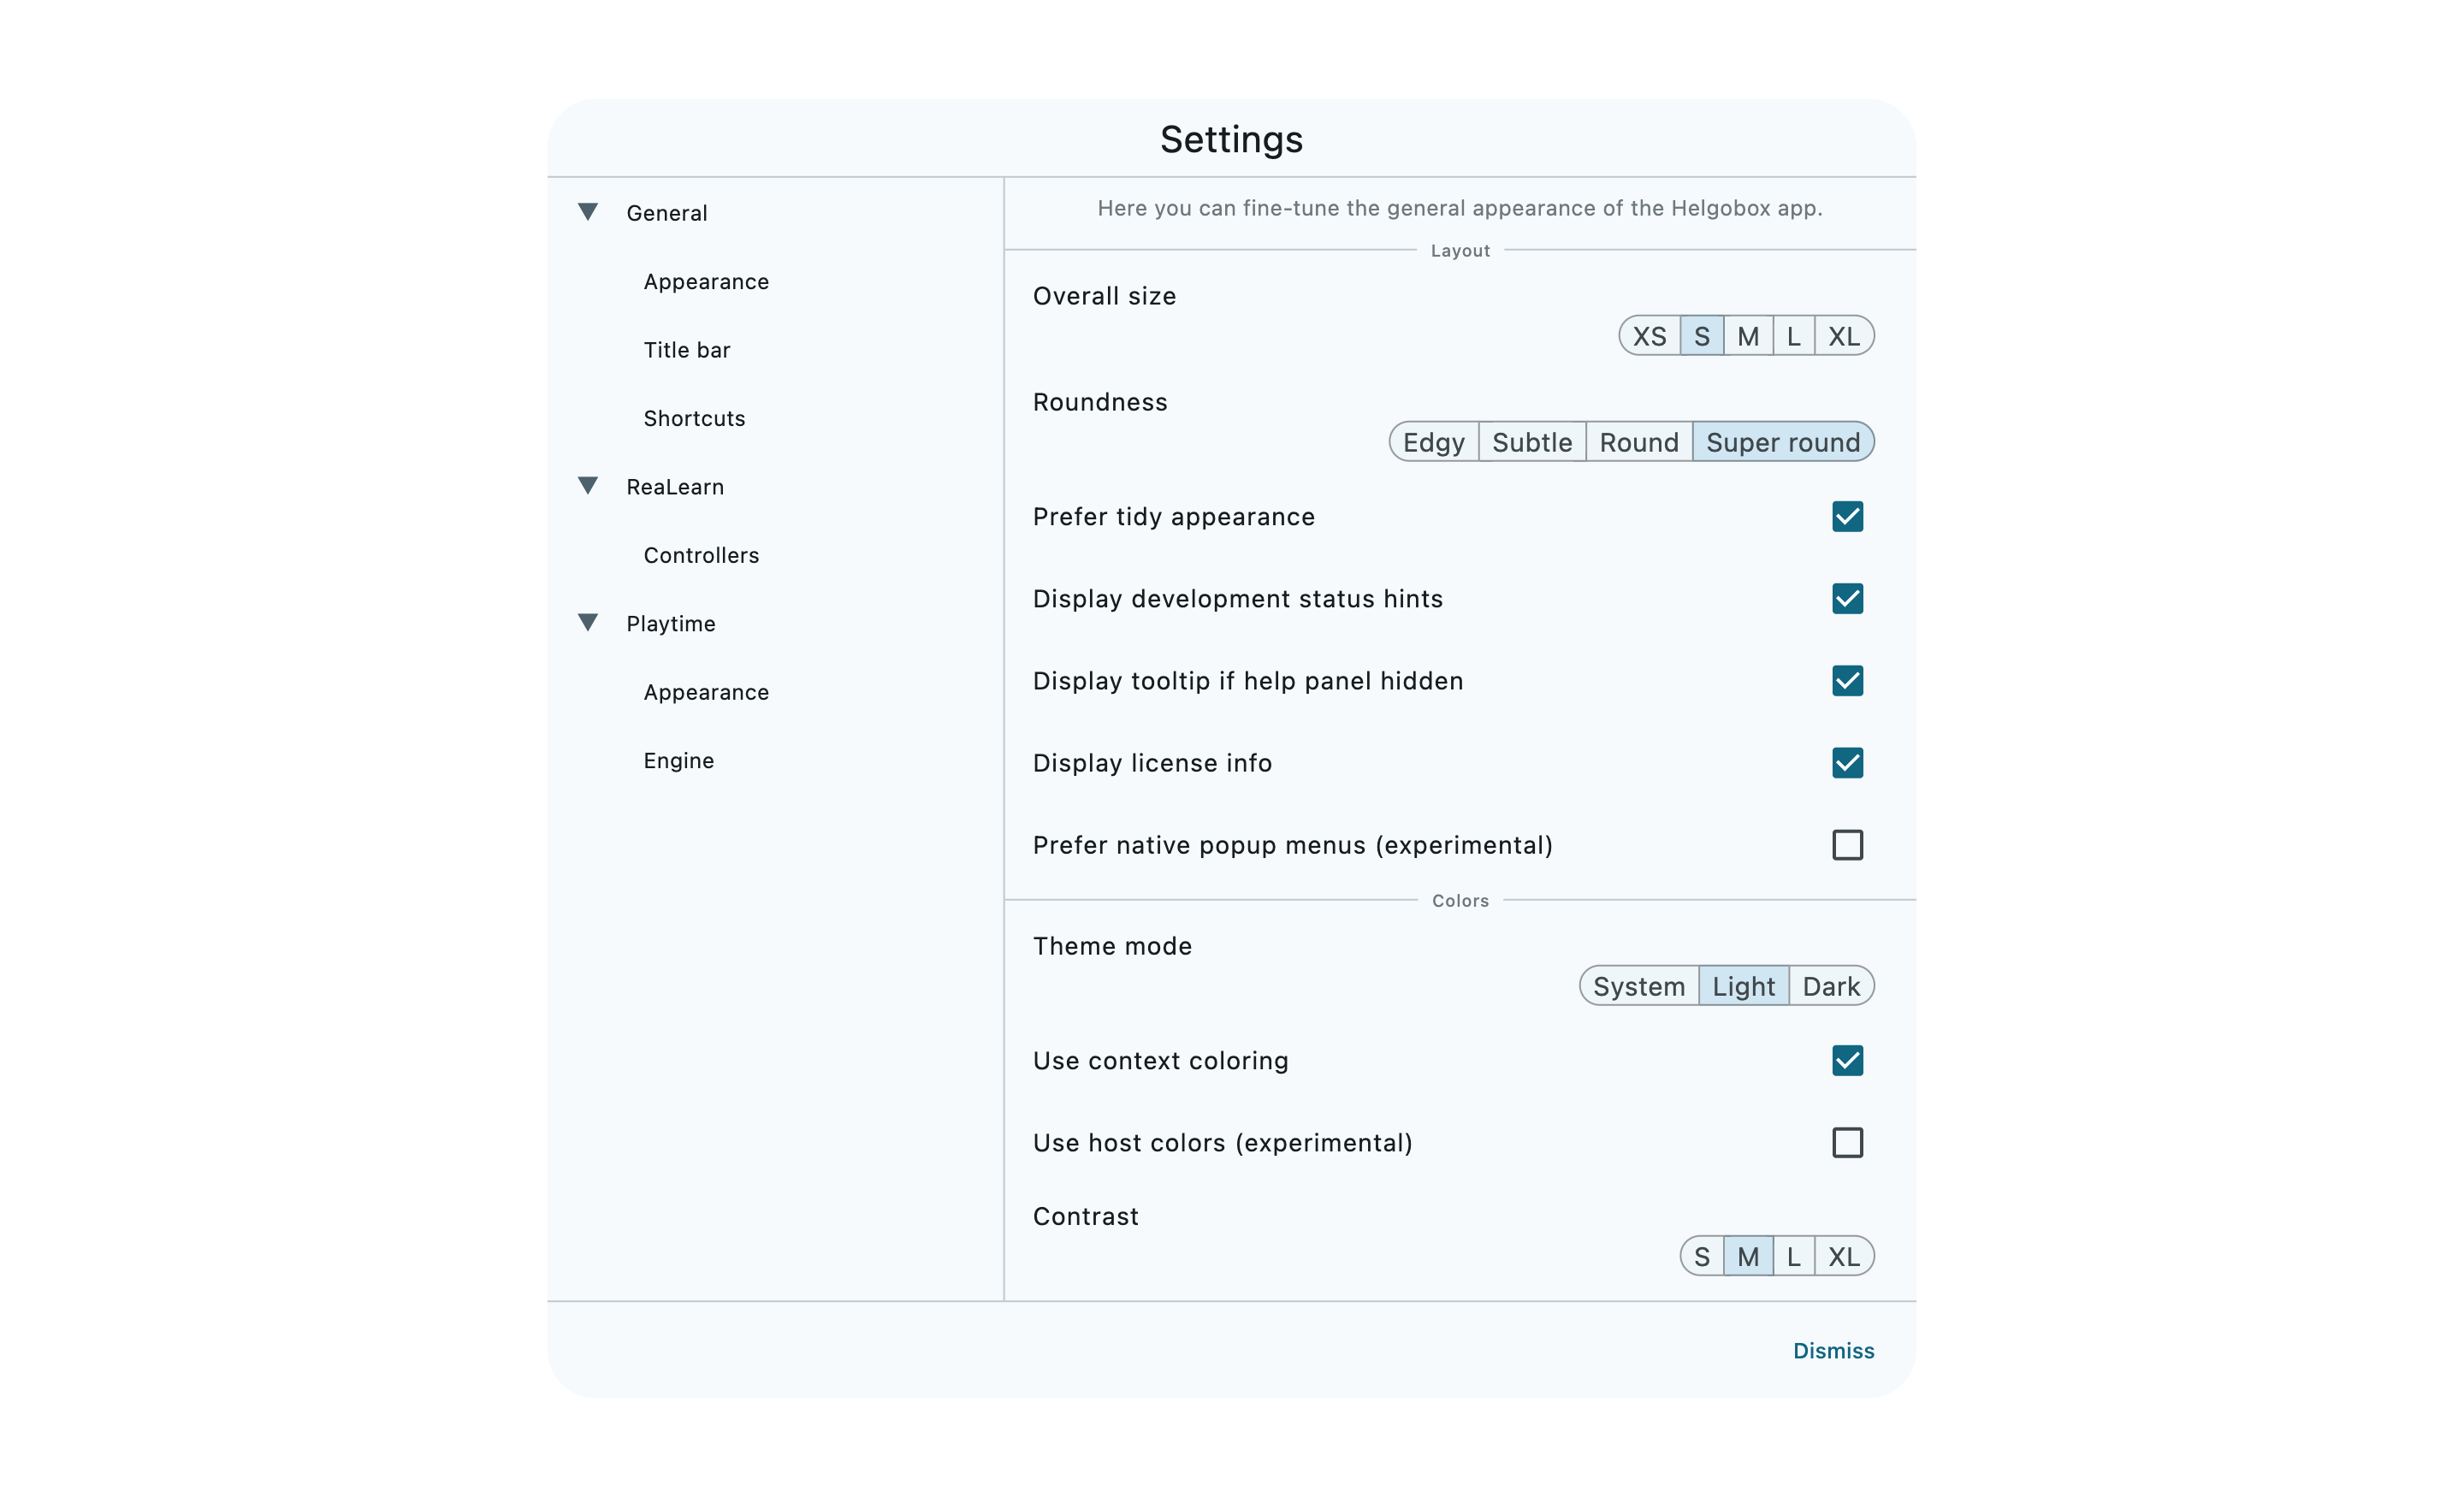 Settings
General
Appearance
Title bar
Shortcuts
ReaLearn
Controllers
Playtime
Appearance
Engine
Here you can fine-tune the general appearance of the Helgobox app.
Layout
Overall size
XS S M L XL
Roundness
Edgy Subtle Round Super round
Prefer tidy appearance
Display development status hints
Display tooltip if help panel hidden
Display license info
Prefer native popup menus (experimental)
Colors
Theme mode
System Light Dark
Use context coloring
Use host colors (experimental)
Contrast
S M L XL
Dismiss